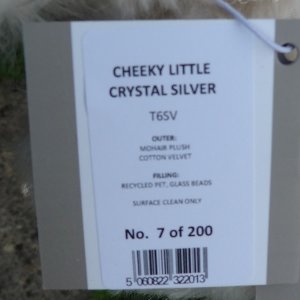 CHEEKY LITTLE
CRYSTAL SILVER
T6SV
OUTER:
MOHAIR PLUSH
COTTON VELVET
FILLING:
RECYCLED PET, GLASS BEADS
SURFACE CLEAN ONLY
No. 7 of 200
5 060822 322013